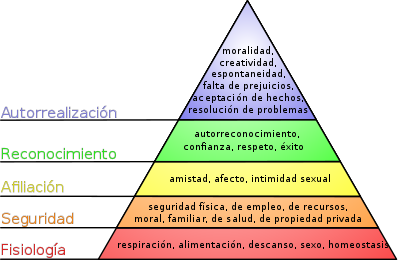 moralidad,
creatividad,
espontaneidad,
falta de prejuicios,
aceptación de hechos,
resolución de problemas
Autorrealización
autorreconocimiento,
confianza, respeto, éxito
Reconocimiento
amistad, afecto, intimidad sexual
Afiliación
seguridad física, de empleo, de recursos,
moral, familiar, de salud, de propiedad privada
Seguridad
respiración, alimentación, descanso, sexo, homeostasis
Fisiología